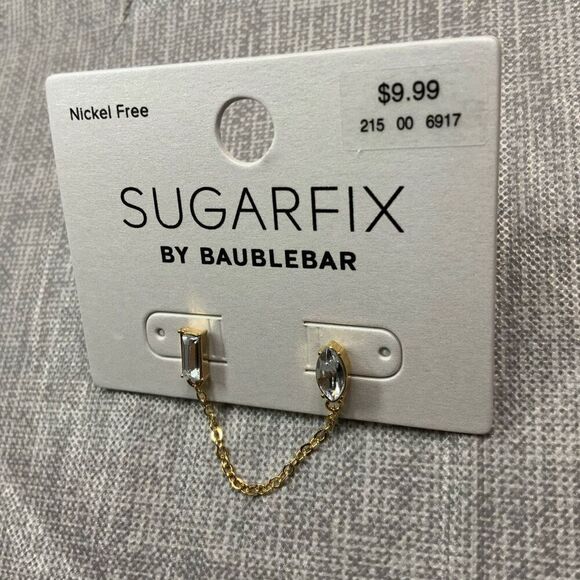 Nickel Free
$9.99
215 00 6917
SUGARFIX
BY BAUBLEBAR